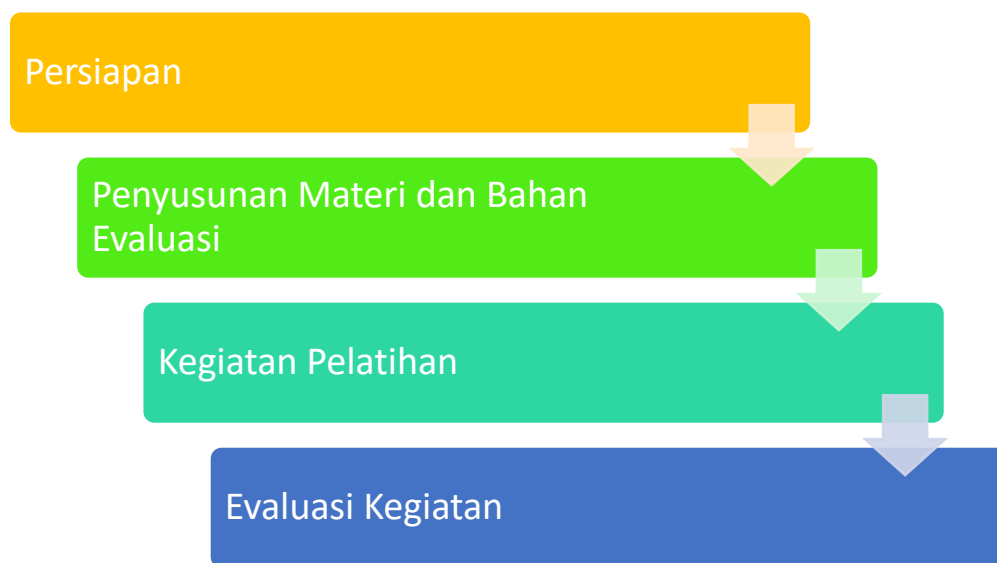 Persiapan
Penyusunan Materi dan Bahan
Evaluasi
Kegiatan Pelatihan
Evaluasi Kegiatan